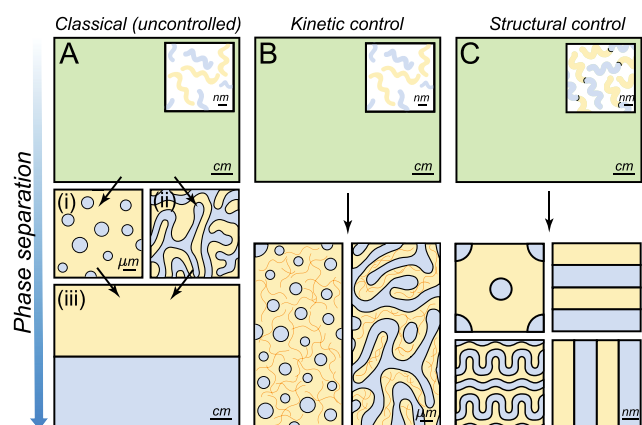 Classical (uncontrolled)
Kinetic control
Structural control
A
nm
cm
B
nm
cm
C
nm
cm
Phase separation
(i)
μm
(ii)
(iii)
cm
μm
nm